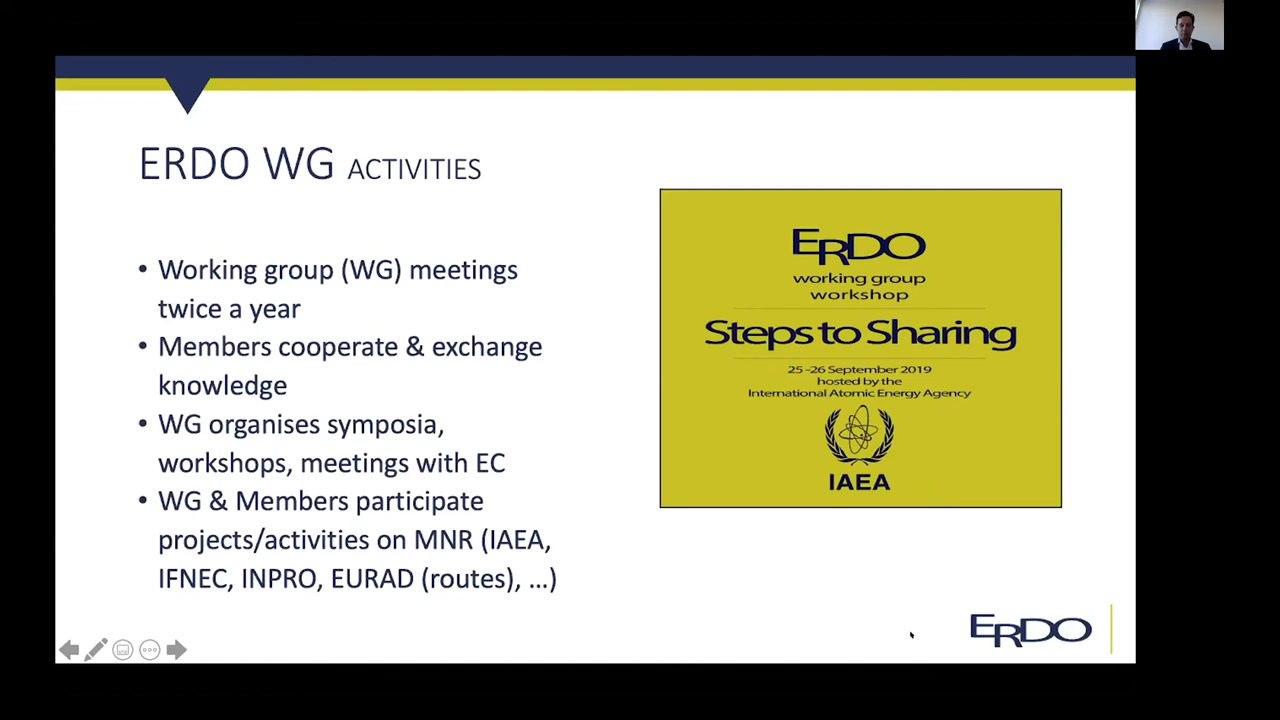 ERDO WG ACTIVITIES
• Working group (WG) meetings
twice a year
• Members cooperate & exchange
knowledge
• WG organises symposia,
workshops, meetings with EC
• WG & Members participate
projects/activities on MNR (IAEA,
IFNEC, INPRO, EURAD (routes), ...)
ERDO
working group
workshop
Steps to Sharing
25-26 September 2019
hosted by the
International Atomic Energy Agency
IAEA
ERDO